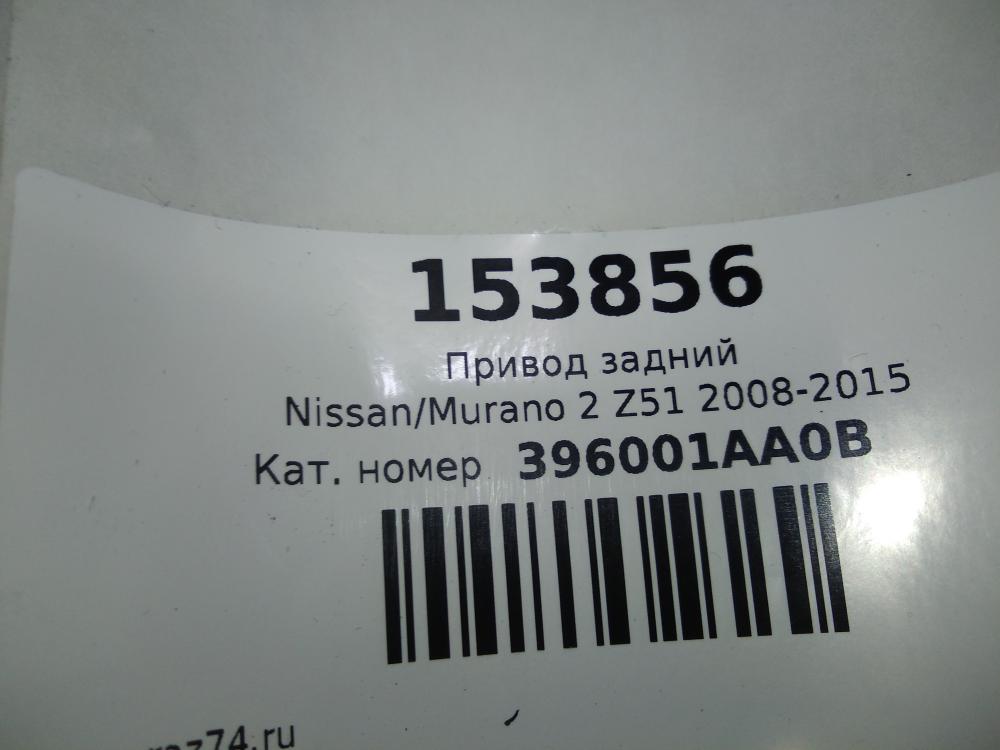 153856
Привод задний
Nissan/Murano 2 Z51 2008-2015
Кат. номер 396001AA0B